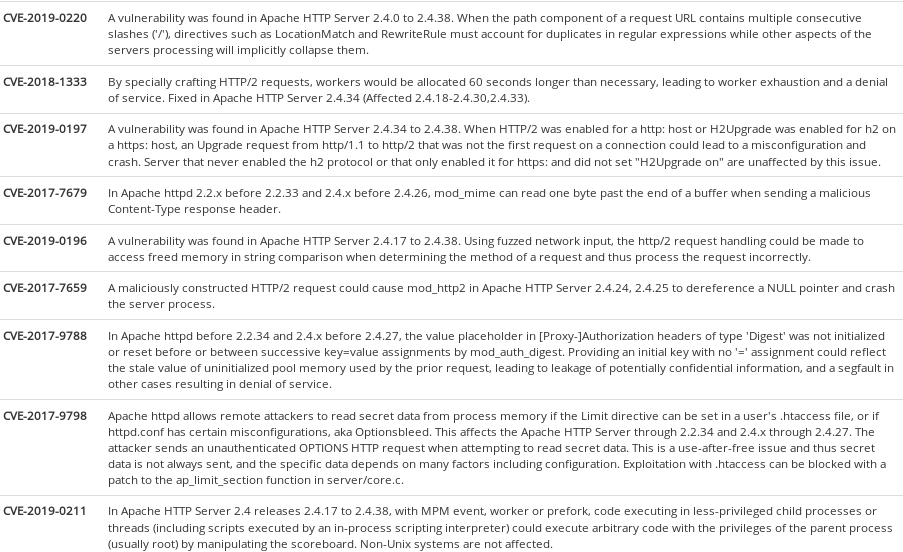 CVE-2019-0220 A vulnerability was found in Apache HTTP Server 2.4.0 to 2.4.38. When the path component of a request URL contains multiple consecutive
slashes ('/'), directives such as LocationMatch and RewriteRule must account for duplicates in regular expressions while other aspects of the
servers processing will implicitly collapse them.
CVE-2018-1333 By specially crafting HTTP/2 requests, workers would be allocated 60 seconds longer than necessary, leading to worker exhaustion and a denial
of service. Fixed in Apache HTTP Server 2.4.34 (Affected 2.4.18-2.4.30,2.4.33).
CVE-2019-0197 A vulnerability was found in Apache HTTP Server 2.4.34 to 2.4.38. When HTTP/2 was enabled for a http: host or H2Upgrade was enabled for h2 on
a https: host, an Upgrade request from http/1.1 to http/2 that was not the first request on a connection could lead to a misconfiguration and
crash. Server that never enabled the h2 protocol or that only enabled it for https: and did not set "H2Upgrade on" are unaffected by this issue.
CVE-2017-7679 In Apache httpd 2.2.x before 2.2.33 and 2.4.x before 2.4.26, mod_mime can read one byte past the end of a buffer when sending a malicious
Content-Type response header.
CVE-2019-0196 A vulnerability was found in Apache HTTP Server 2.4.17 to 2.4.38. Using fuzzed network input, the http/2 request handling could be made to
access freed memory in string comparison when determining the method of a request and thus process the request incorrectly.
CVE-2017-7659 A maliciously constructed HTTP/2 request could cause mod_http2 in Apache HTTP Server 2.4.24, 2.4.25 to dereference a NULL pointer and crash
the server process.
CVE-2017-9788 In Apache httpd before 2.2.34 and 2.4.x before 2.4.27, the value placeholder in [Proxy-]Authorization headers of type 'Digest' was not initialized
or reset before or between successive key=value assignments by mod_auth_digest. Providing an initial key with no '=' assignment could reflect
the stale value of uninitialized pool memory used by the prior request, leading to leakage of potentially confidential information, and a segfault in
other cases resulting in denial of service.
CVE-2017-9798 Apache httpd allows remote attackers to read secret data from process memory if the Limit directive can be set in a user's .htaccess file, or if
httpd.conf has certain misconfigurations, aka Optionsbleed. This affects the Apache HTTP Server through 2.2.34 and 2.4.x through 2.4.27. The
attacker sends an unauthenticated OPTIONS HTTP request when attempting to read secret data. This is a use-after-free issue and thus secret
data is not always sent, and the specific data depends on many factors including configuration. Exploitation with .htaccess can be blocked with a
patch to the ap_limit_section function in server/core.c.
CVE-2019-0211 In Apache HTTP Server 2.4 releases 2.4.17 to 2.4.38, with MPM event, worker or prefork, code executing in less-privileged child processes or
threads (including scripts executed by an in-process scripting interpreter) could execute arbitrary code with the privileges of the parent process
(usually root) by manipulating the scoreboard. Non-Unix systems are not affected.